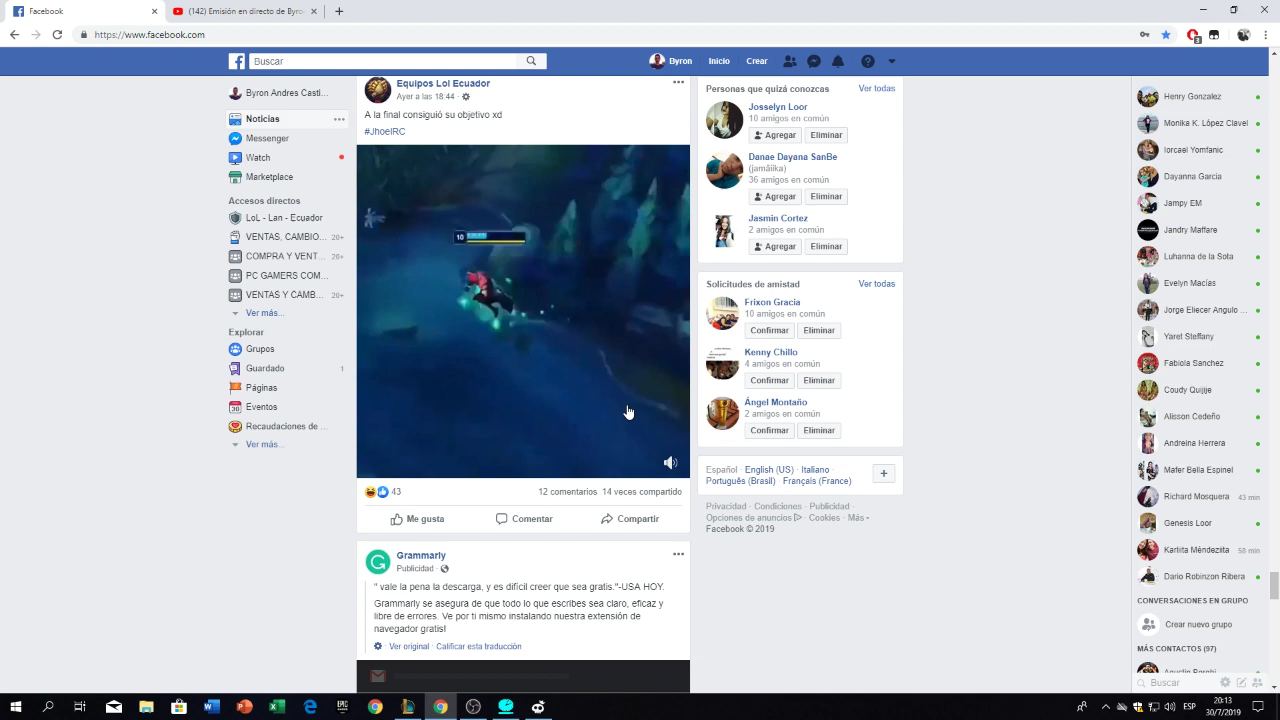 Facebook
(142) Emisión en directo de Byro
https://www.facebook.com
3
Buscar
Byron
Inicio
Crear
Byron Andres Casti...
Noticias
Messenger
Watch
Marketplace
Accesos directos
LoL - Lan - Ecuador
VENTAS, CAMBIO... 20+
COMPRA Y VENT... 20+
PC GAMERS COM...
VENTAS Y CAMB... 20+
Ver más...
Explorar
Grupos
Guardado 1
Páginas
30 Eventos
Recaudaciones de ...
Ver más...
Equipos Lol Ecuador
Ayer a las 18:44 ·
A la final consiguió su objetivo xd
#JhoelRC
10
43
12 comentarios 14 veces compartido
Me gusta Comentar Compartir
Grammarly
Publicidad ·
" vale la pena la descarga, y es difícil creer que sea gratis."-USA HOY.
Grammarly se asegura de que todo lo que escribes sea claro, eficaz y
libre de errores. Ve por ti mismo instalando nuestra extensión de
navegador gratis!
Ver original · Calificar esta traducción
Personas que quizá conozcas Ver todas
Josselyn Loor
10 amigos en común
Agregar Eliminar
Danae Dayana SanBe
(jamâiika)
36 amigos en común
Agregar Eliminar
Jasmin Cortez
2 amigos en común
Agregar Eliminar
Solicitudes de amistad Ver todas
Frixon Gracia
10 amigos en común
Confirmar Eliminar
Kenny Chillo
4 amigos en común
Confirmar Eliminar
Ángel Montaño
2 amigos en común
Confirmar Eliminar
Español · English (US) · Italiano ·
Português (Brasil) · Français (France)
Privacidad · Condiciones · Publicidad ·
Opciones de anuncios · Cookies · Más
Facebook © 2019
Henry Gonzalez
Monika K. López Clavel
Iorcael Yomfanic
Dayanna Garcia
Jampy EM
Jandry Maffare
Luhanna de la Sota
Evelyn Macías
Jorge Eliecer Angulo ...
Yaret Steffany
Fabiola Sanchez
Coudy Quijije
Alisson Cedeño
Andreina Herrera
Mafer Bella Espinel
Richard Mosquera 43 min
Genesis Loor
Karliita Mëndeziita 58 min
Dario Robinzon Ribera
CONVERSACIONES EN GRUPO
Crear nuevo grupo
MÁS CONTACTOS (97)
Buscar
ESP
20:13
30/7/2019